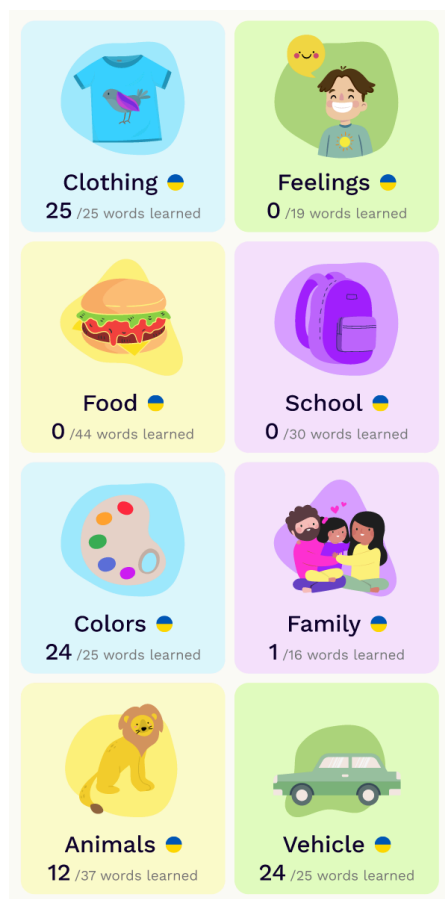 Clothing
25 /25 words learned
Feelings
0 /19 words learned
Food
0 /44 words learned
School
0 /30 words learned
Colors
24 /25 words learned
Family
1 /16 words learned
Animals
12 /37 words learned
Vehicle
24 /25 words learned